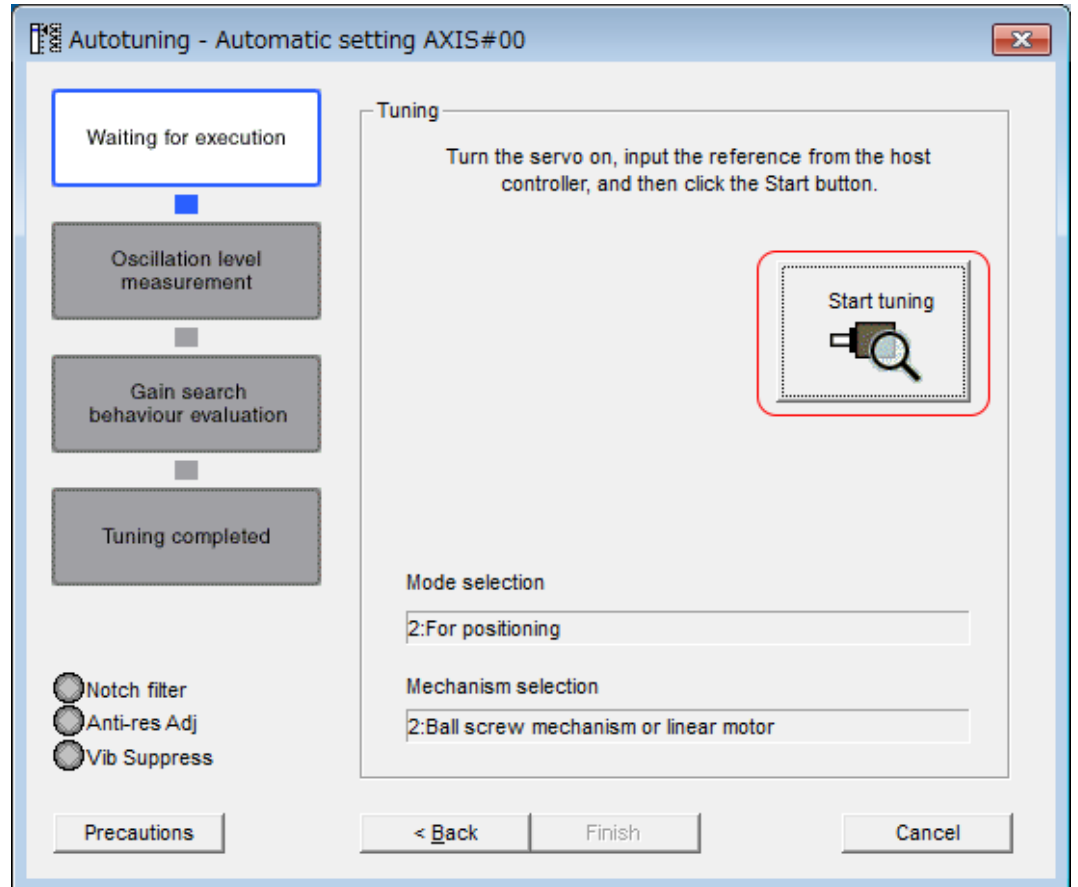 Autotuning - Automatic setting AXIS#00
Waiting for execution
Oscillation level
measurement
Gain search
behaviour evaluation
Tuning completed
Notch filter
Anti-res Adj
Vib Suppress
Tuning
Turn the servo on, input the reference from the host
controller, and then click the Start button.
Start tuning
Mode selection
2:For positioning
Mechanism selection
2:Ball screw mechanism or linear motor
Precautions
< Back
Finish
Cancel